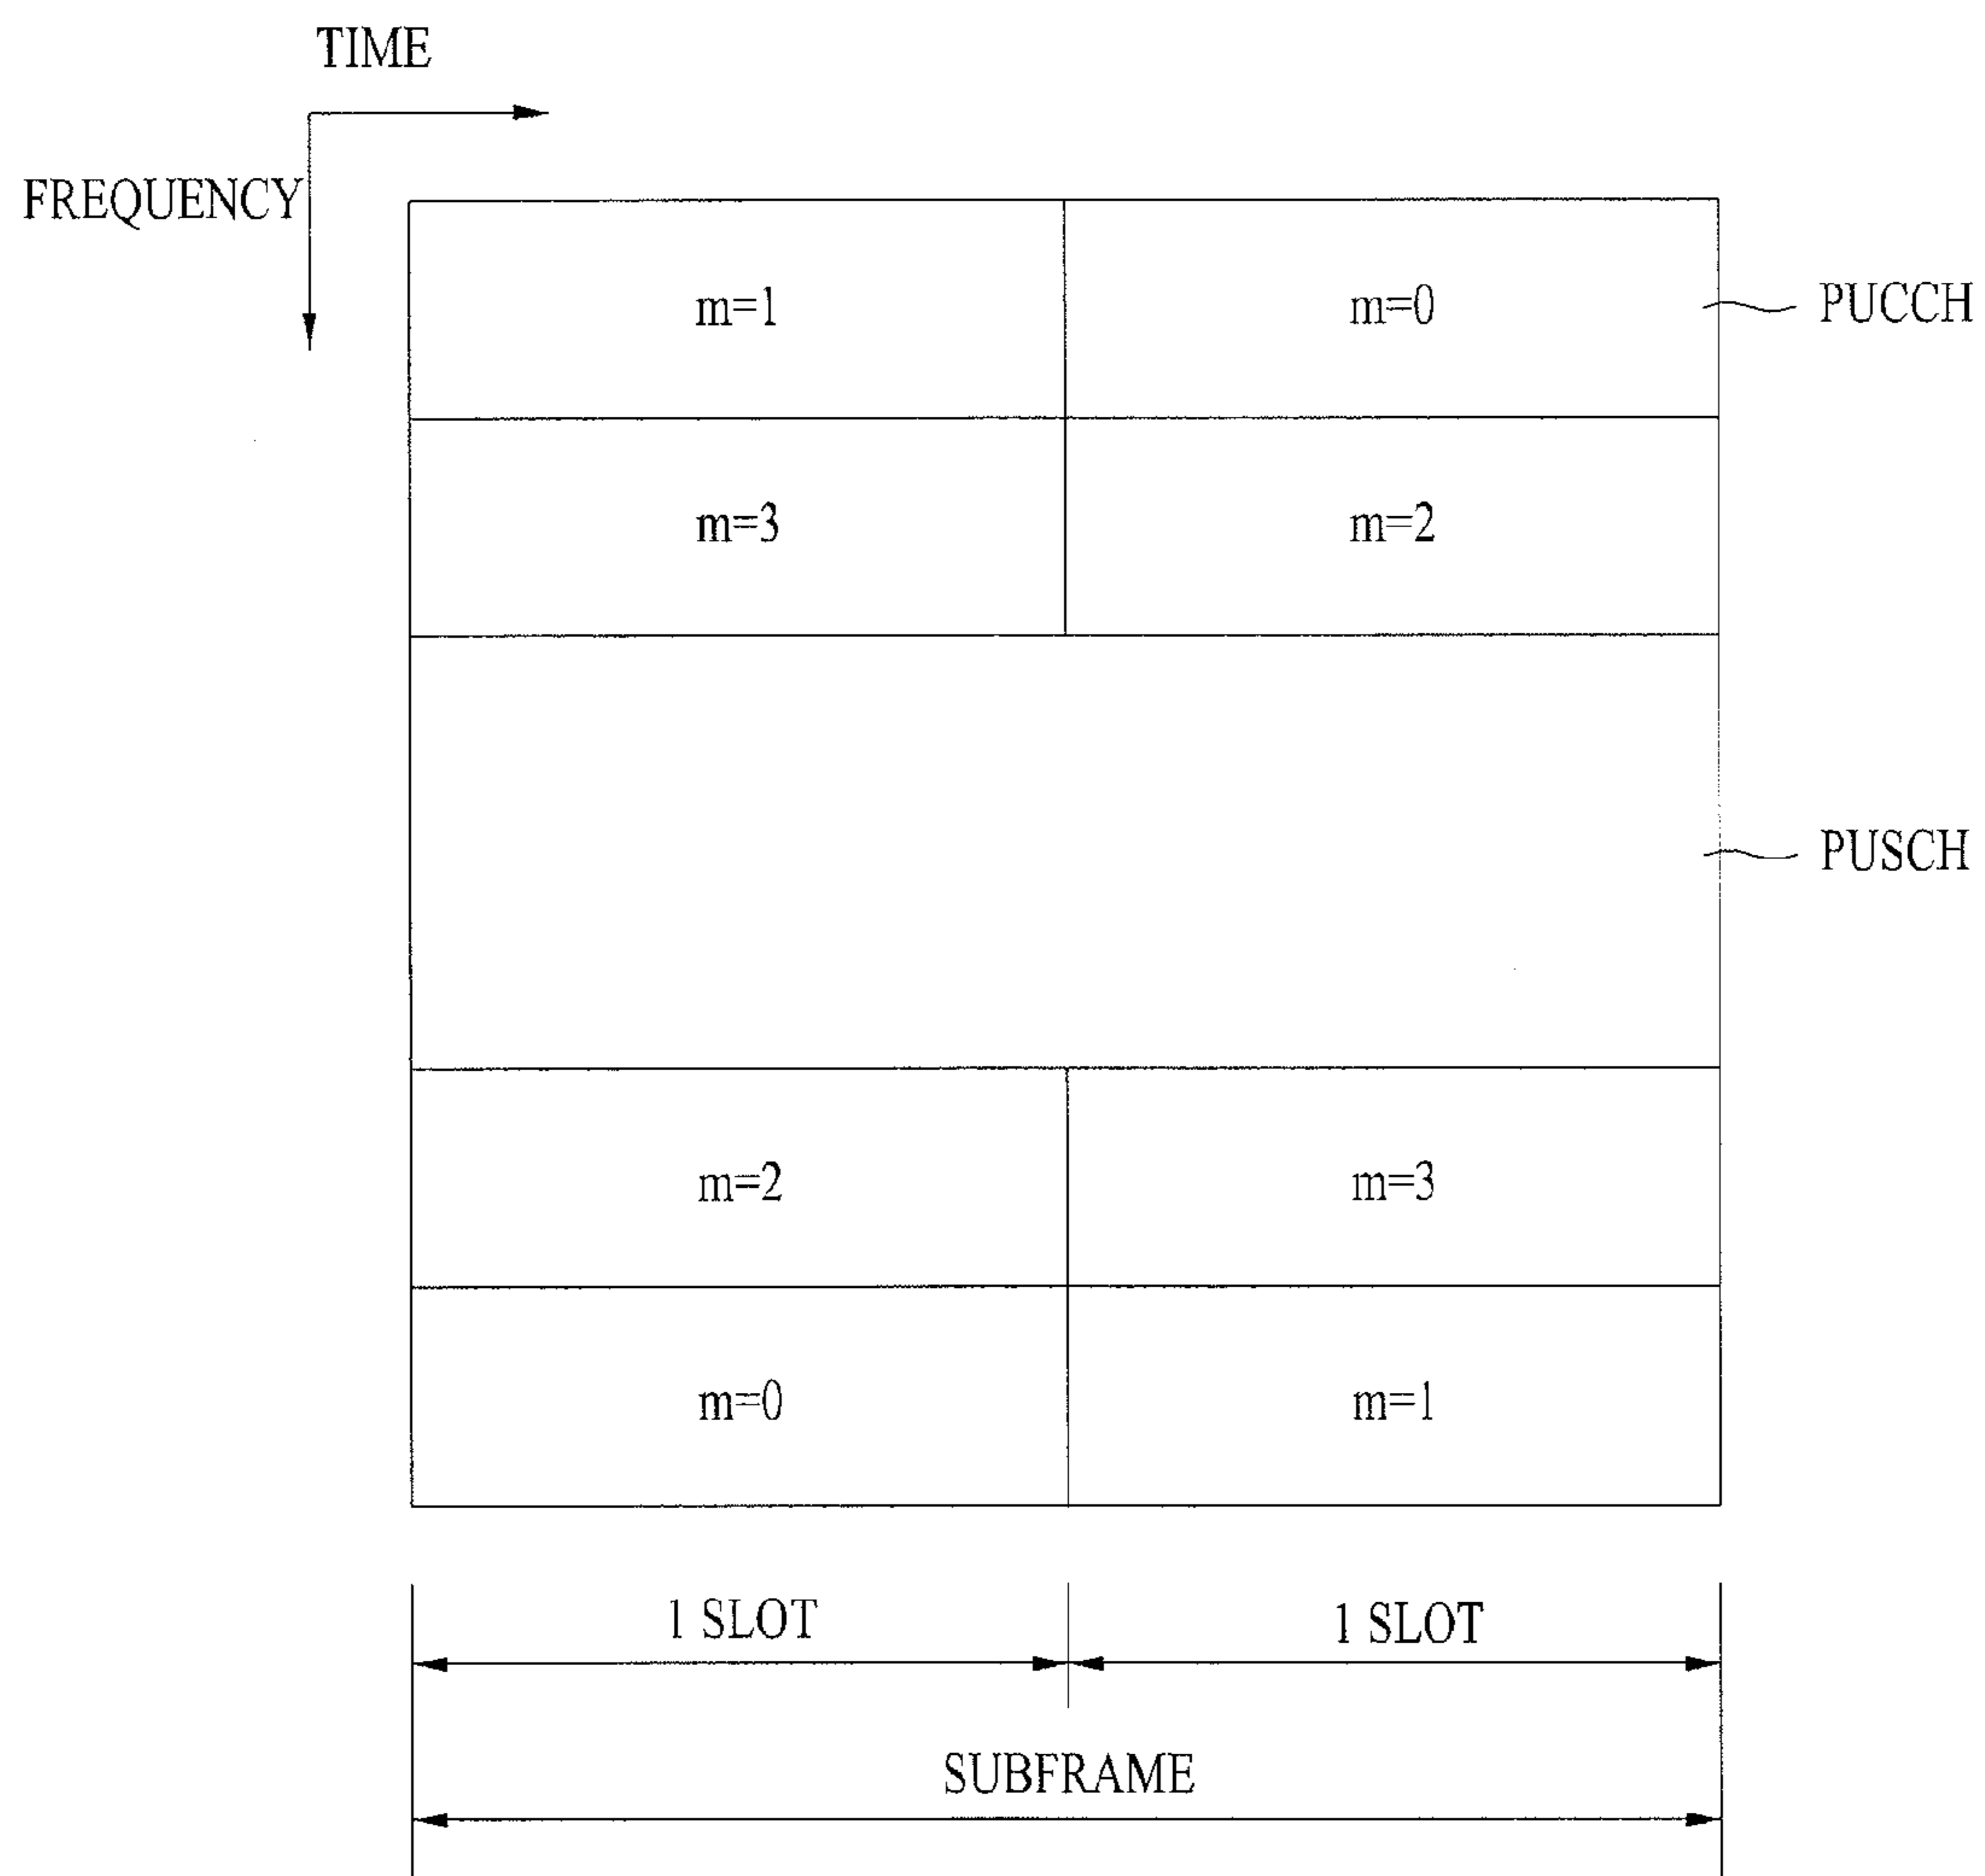 TIME
FREQUENCY
m=1 m=0 PUCCH
m=3 m=2
PUSCH
m=2 m=3
m=0 m=1
1 SLOT 1 SLOT
SUBFRAME